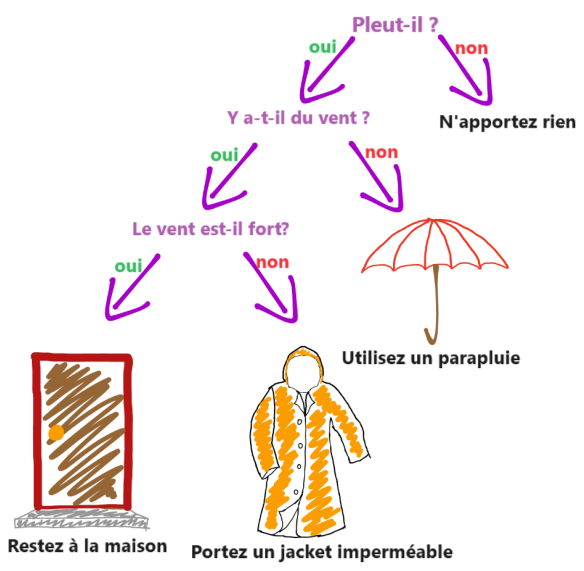 Pleut-il ?
oui
non
Y a-t-il du vent ?
N'apportez rien
oui
non
Le vent est-il fort?
oui
non
Utilisez un parapluie
Restez à la maison
Portez un jacket imperméable